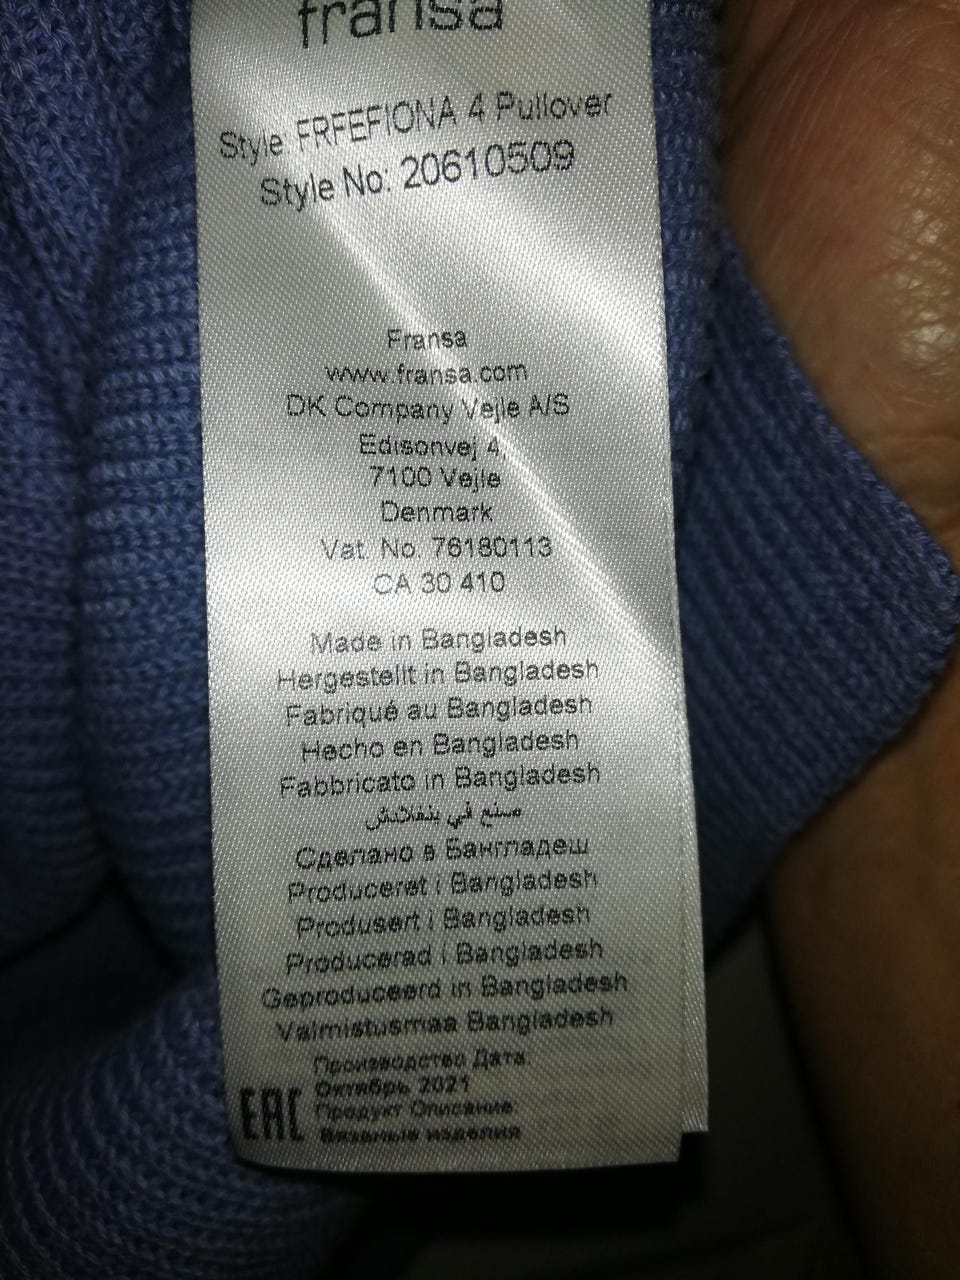 fransa
Style: FRFEFIONA 4 Pullover
Style No: 20610509
Fransa
www.fransa.com
DK Company Vejle A/S
Edisonvej 4,
7100 Vejle
Denmark
Vat. No. 76180113
CA 30 410
Made in Bangladesh
Hergestellt in Bangladesh
Fabriqué au Bangladesh
Hecho en Bangladesh
Fabbricato in Bangladesh
صنع في بنغلادش
Сделано в Бангладеш
Produceret i Bangladesh
Produsert i Bangladesh
Producerad i Bangladesh
Geproduceerd in Bangladesh
Valmistusmaa Bangladesh
Производство Дата:
Октябрь 2021
EAC Продукт Описание:
Вязаные изделия